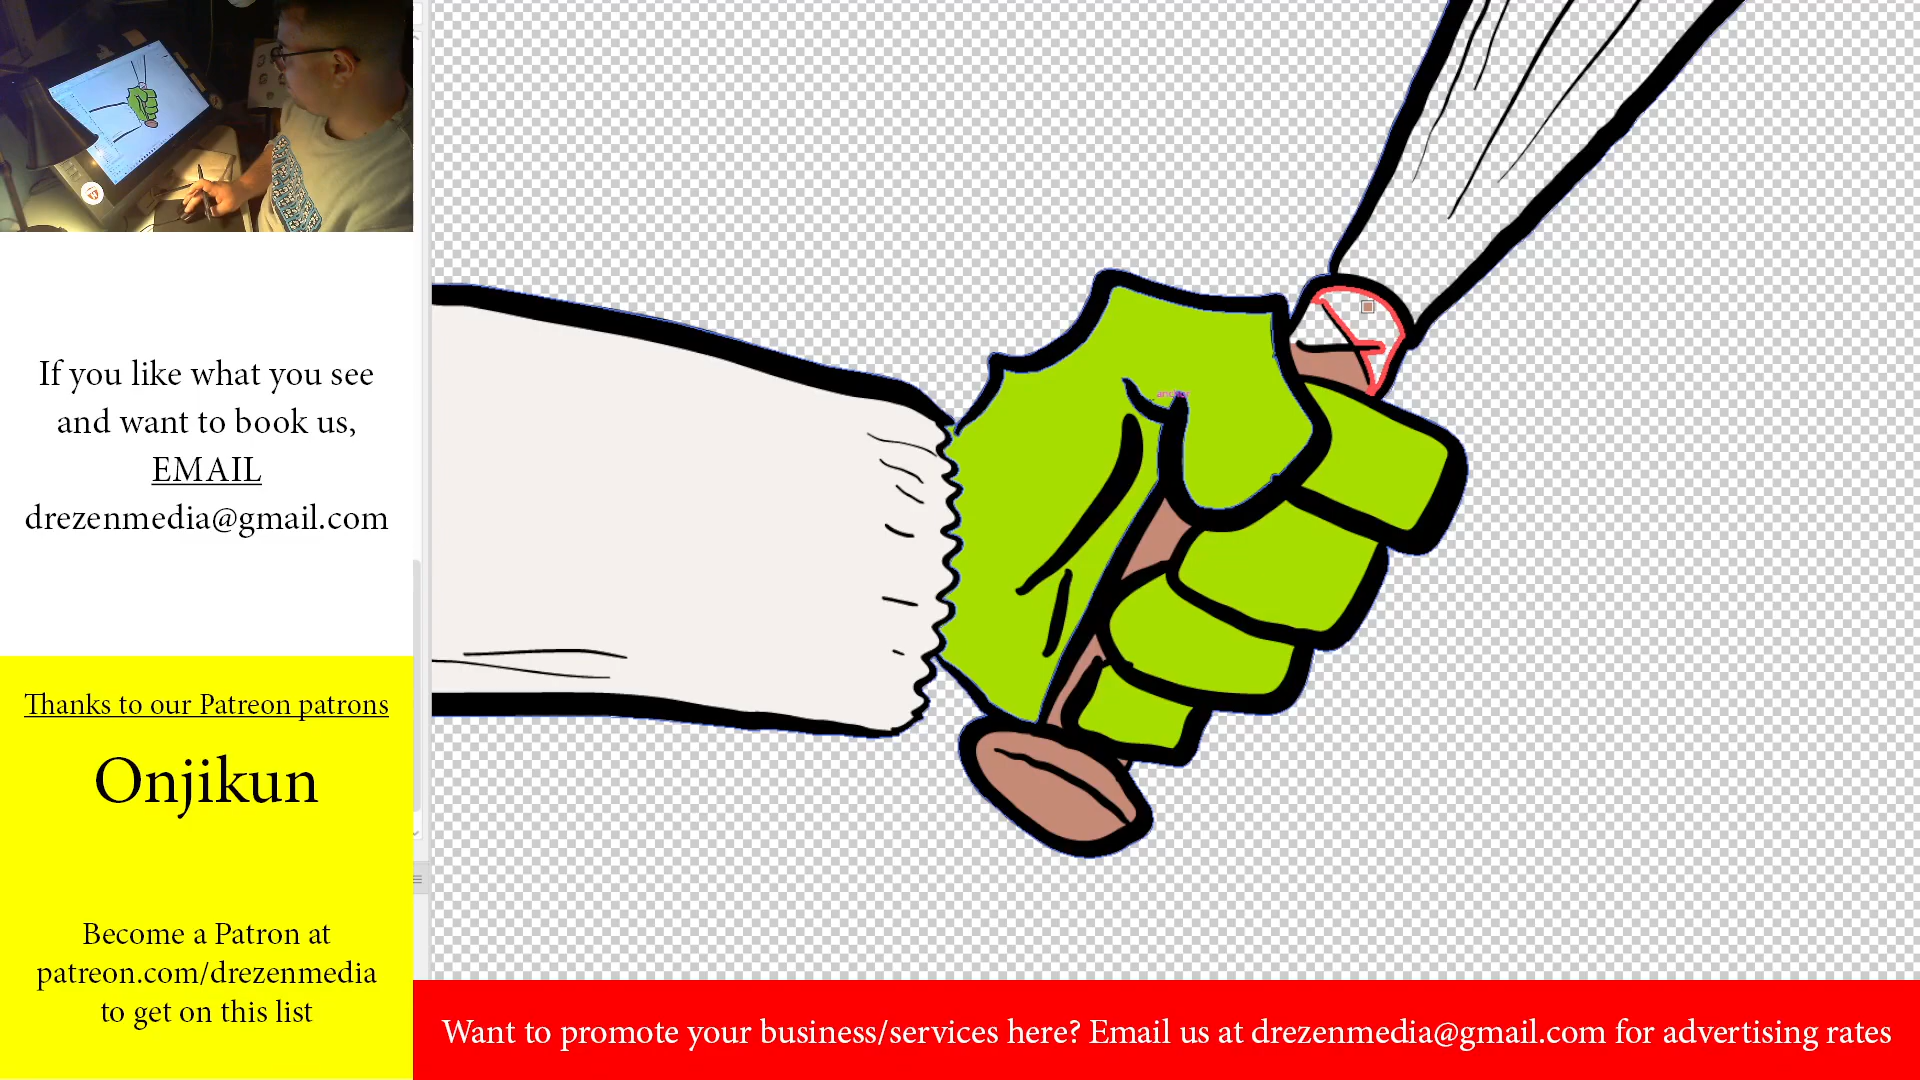 If you like what you see
and want to book us,
EMAIL
drezenmedia@gmail.com
Thanks to our Patreon patrons
Onjikun
Become a Patron at
patreon.com/drezenmedia
to get on this list
anchor
Want to promote your business/services here? Email us at drezenmedia@gmail.com for advertising rates